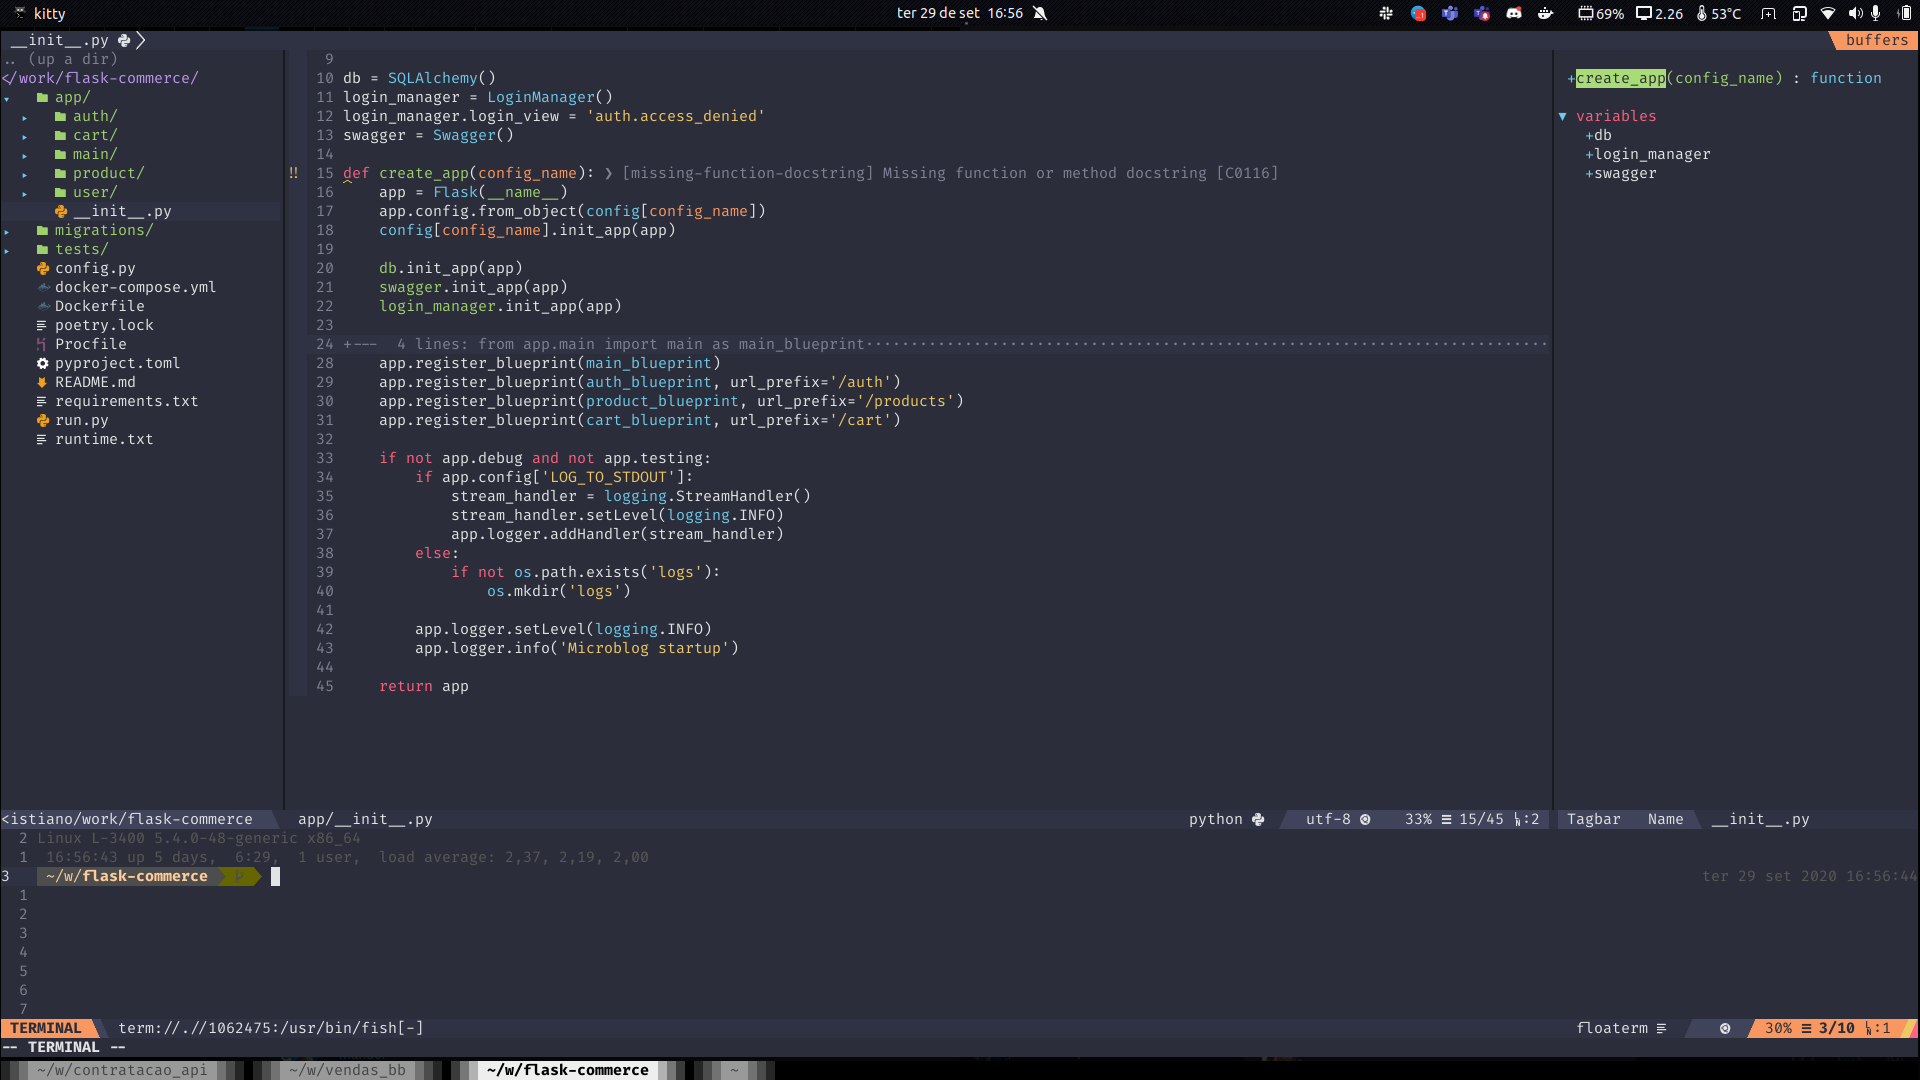 kitty
ter 29 de set 16:56
69% 2.26 53°C
__init__.py
buffers
.. (up a dir)
</work/flask-commerce/
app/
auth/
cart/
main/
product/
user/
__init__.py
migrations/
tests/
config.py
docker-compose.yml
Dockerfile
poetry.lock
Procfile
pyproject.toml
README.md
requirements.txt
run.py
runtime.txt
9
10 db = SQLAlchemy()
11 login_manager = LoginManager()
12 login_manager.login_view = 'auth.access_denied'
13 swagger = Swagger()
14
!! 15 def create_app(config_name): ❯ [missing-function-docstring] Missing function or method docstring [C0116]
16     app = Flask(__name__)
17     app.config.from_object(config[config_name])
18     config[config_name].init_app(app)
19
20     db.init_app(app)
21     swagger.init_app(app)
22     login_manager.init_app(app)
23
24 +---  4 lines: from app.main import main as main_blueprint
28     app.register_blueprint(main_blueprint)
29     app.register_blueprint(auth_blueprint, url_prefix='/auth')
30     app.register_blueprint(product_blueprint, url_prefix='/products')
31     app.register_blueprint(cart_blueprint, url_prefix='/cart')
32
33     if not app.debug and not app.testing:
34         if app.config['LOG_TO_STDOUT']:
35             stream_handler = logging.StreamHandler()
36             stream_handler.setLevel(logging.INFO)
37             app.logger.addHandler(stream_handler)
38         else:
39             if not os.path.exists('logs'):
40                 os.mkdir('logs')
41
42         app.logger.setLevel(logging.INFO)
43         app.logger.info('Microblog startup')
44
45     return app
+create_app(config_name) : function
▼ variables
+db
+login_manager
+swagger
<istiano/work/flask-commerce
app/__init__.py
python
utf-8
33% ☰ 15/45 ㏑:2
Tagbar Name __init__.py
2 Linux L-3400 5.4.0-48-generic x86_64
1 16:56:43 up 5 days,  6:29,  1 user,  load average: 2,37, 2,19, 2,00
3 ~/w/flask-commerce
ter 29 set 2020 16:56:44
1
2
3
4
5
6
7
TERMINAL term://.//1062475:/usr/bin/fish[-]
floaterm
30% ☰ 3/10 ㏑:1
-- TERMINAL --
~/w/contratacao_api ~/w/vendas_bb ~/w/flask-commerce ~